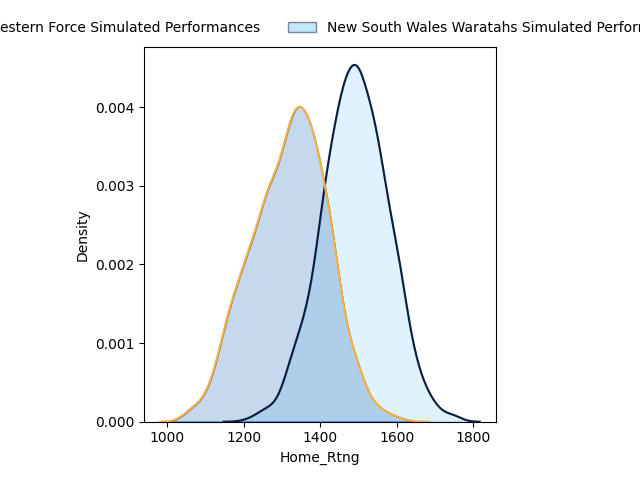 estern Force Simulated Performances New South Wales Waratahs Simulated Perfor
0.004
0.003
0.002
0.001
0.000
Density
1000 1200 1400 1600 1800
Home_Rtng